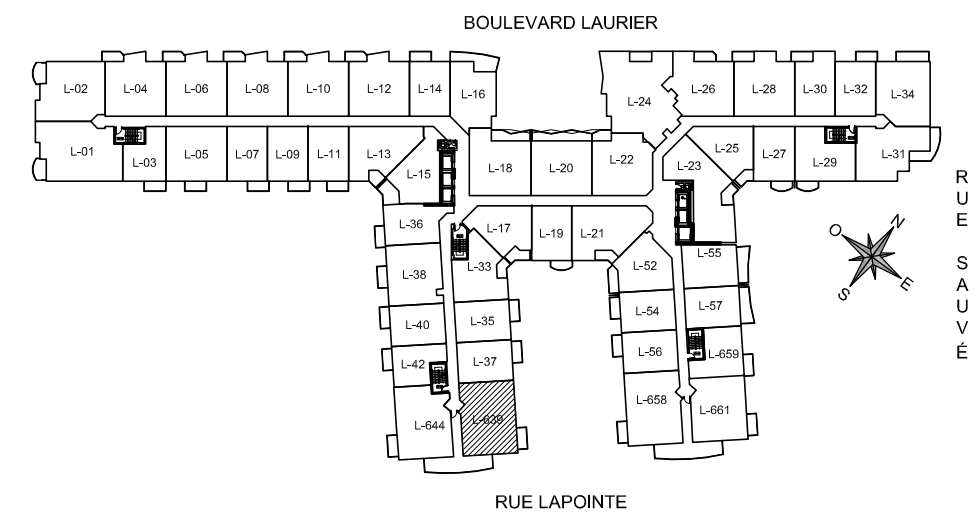 BOULEVARD LAURIER
L-02 L-04 L-06 L-08 L-10 L-12 L-14 L-16 L-24 L-26 L-28 L-30 L-32 L-34
L-01 L-03 L-05 L-07 L-09 L-11 L-13 L-15 L-18 L-20 L-22 L-23 L-25 L-27 L-29 L-31
L-36 L-17 L-19 L-21
L-38 L-33 L-52 L-55
L-40 L-35 L-54 L-57
L-42 L-37 L-56 L-659
L-644 L-639 L-658 L-661
R
U
E
S
A
U
V
É
O N
S E
RUE LAPOINTE